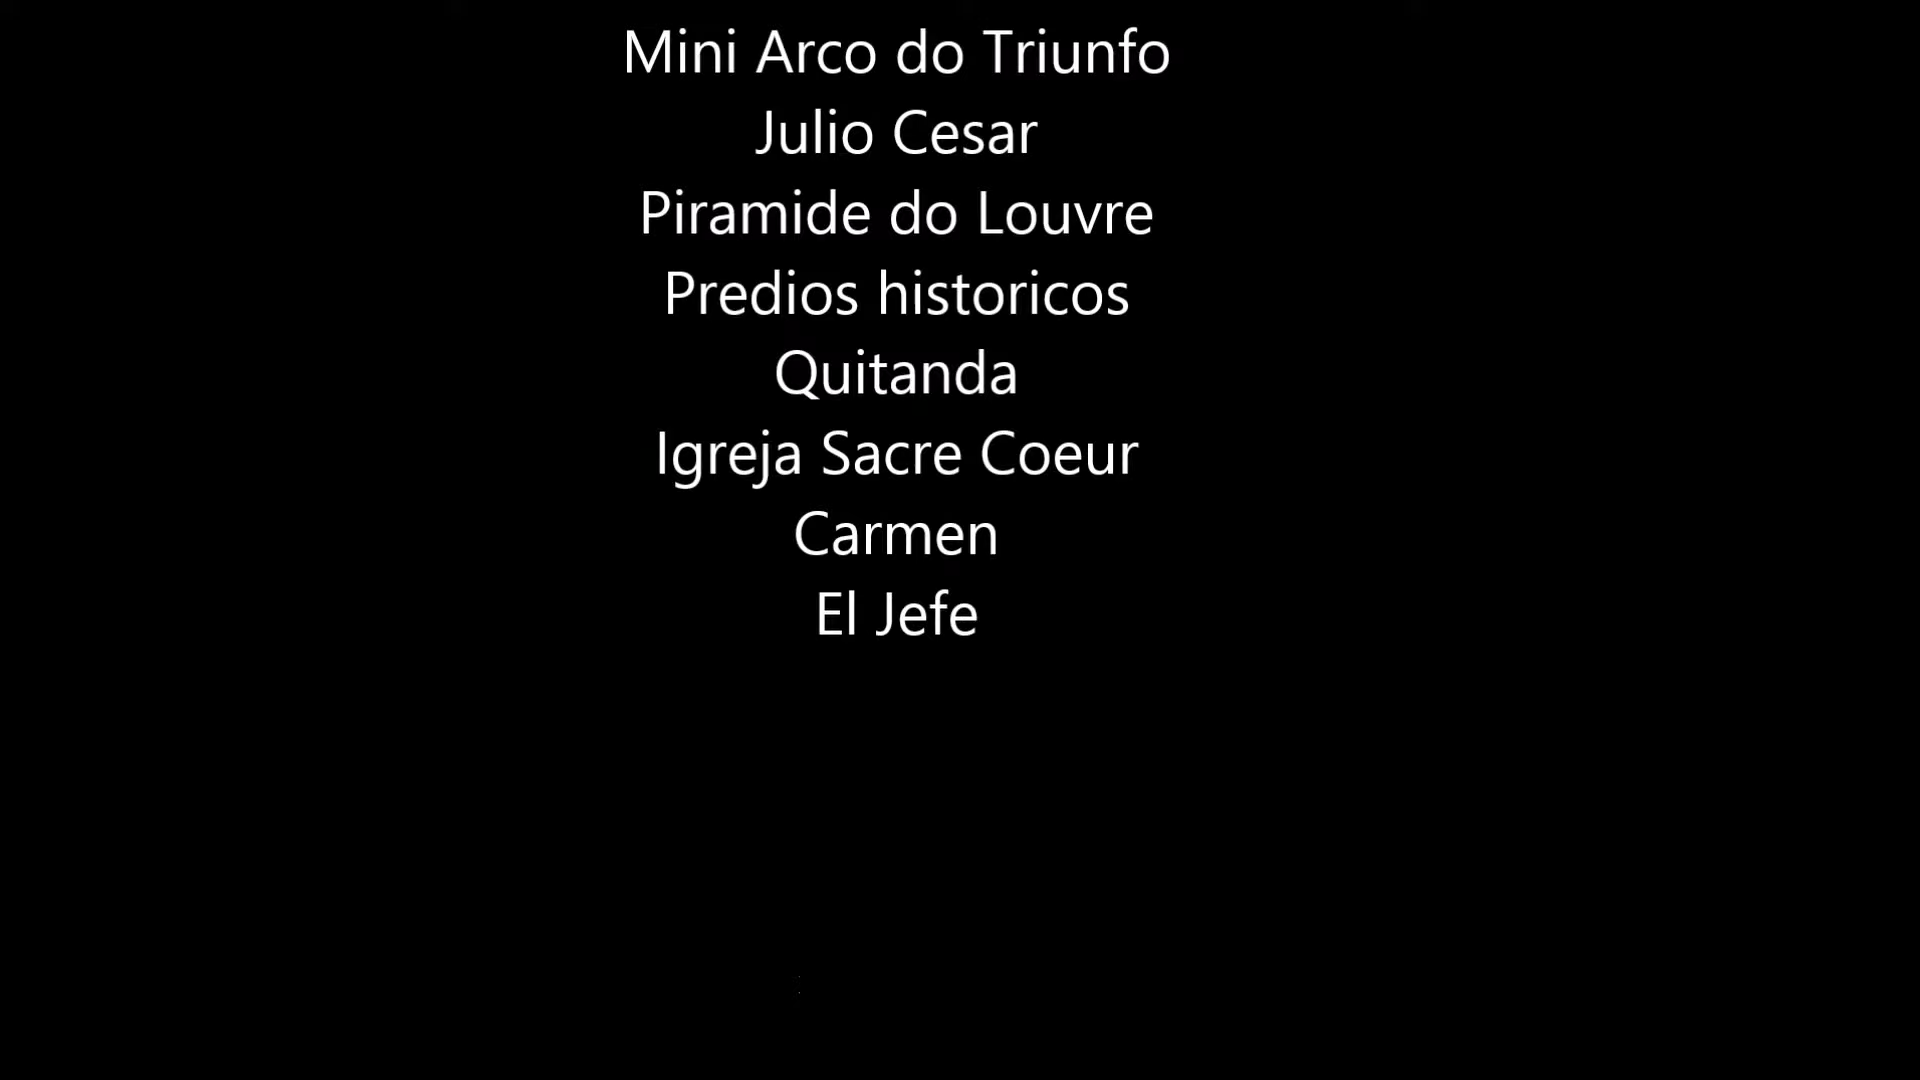 Mini Arco do Triunfo
Julio Cesar
Piramide do Louvre
Predios historicos
Quitanda
Igreja Sacre Coeur
Carmen
El Jefe